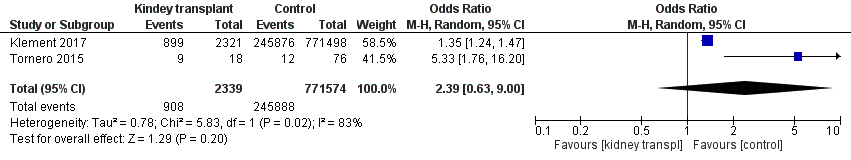 Kindey transplant Control Odds Ratio Odds Ratio
Study or Subgroup Events Total Events Total Weight M-H, Random, 95% CI M-H, Random, 95% CI
Klement 2017 899 2321 245876 771498 58.5% 1.35 [1.24, 1.47]
Tornero 2015 9 18 12 76 41.5% 5.33 [1.76, 16.20]
Total (95% CI) 2339 771574 100.0% 2.39 [0.63, 9.00]
Total events 908 245888
Heterogeneity: Tau² = 0.78; Chi² = 5.83, df = 1 (P = 0.02); I² = 83%
Test for overall effect: Z = 1.29 (P = 0.20)
0.1 0.2 0.5 1 2 5 10
Favours [kidney transpl] Favours [control]